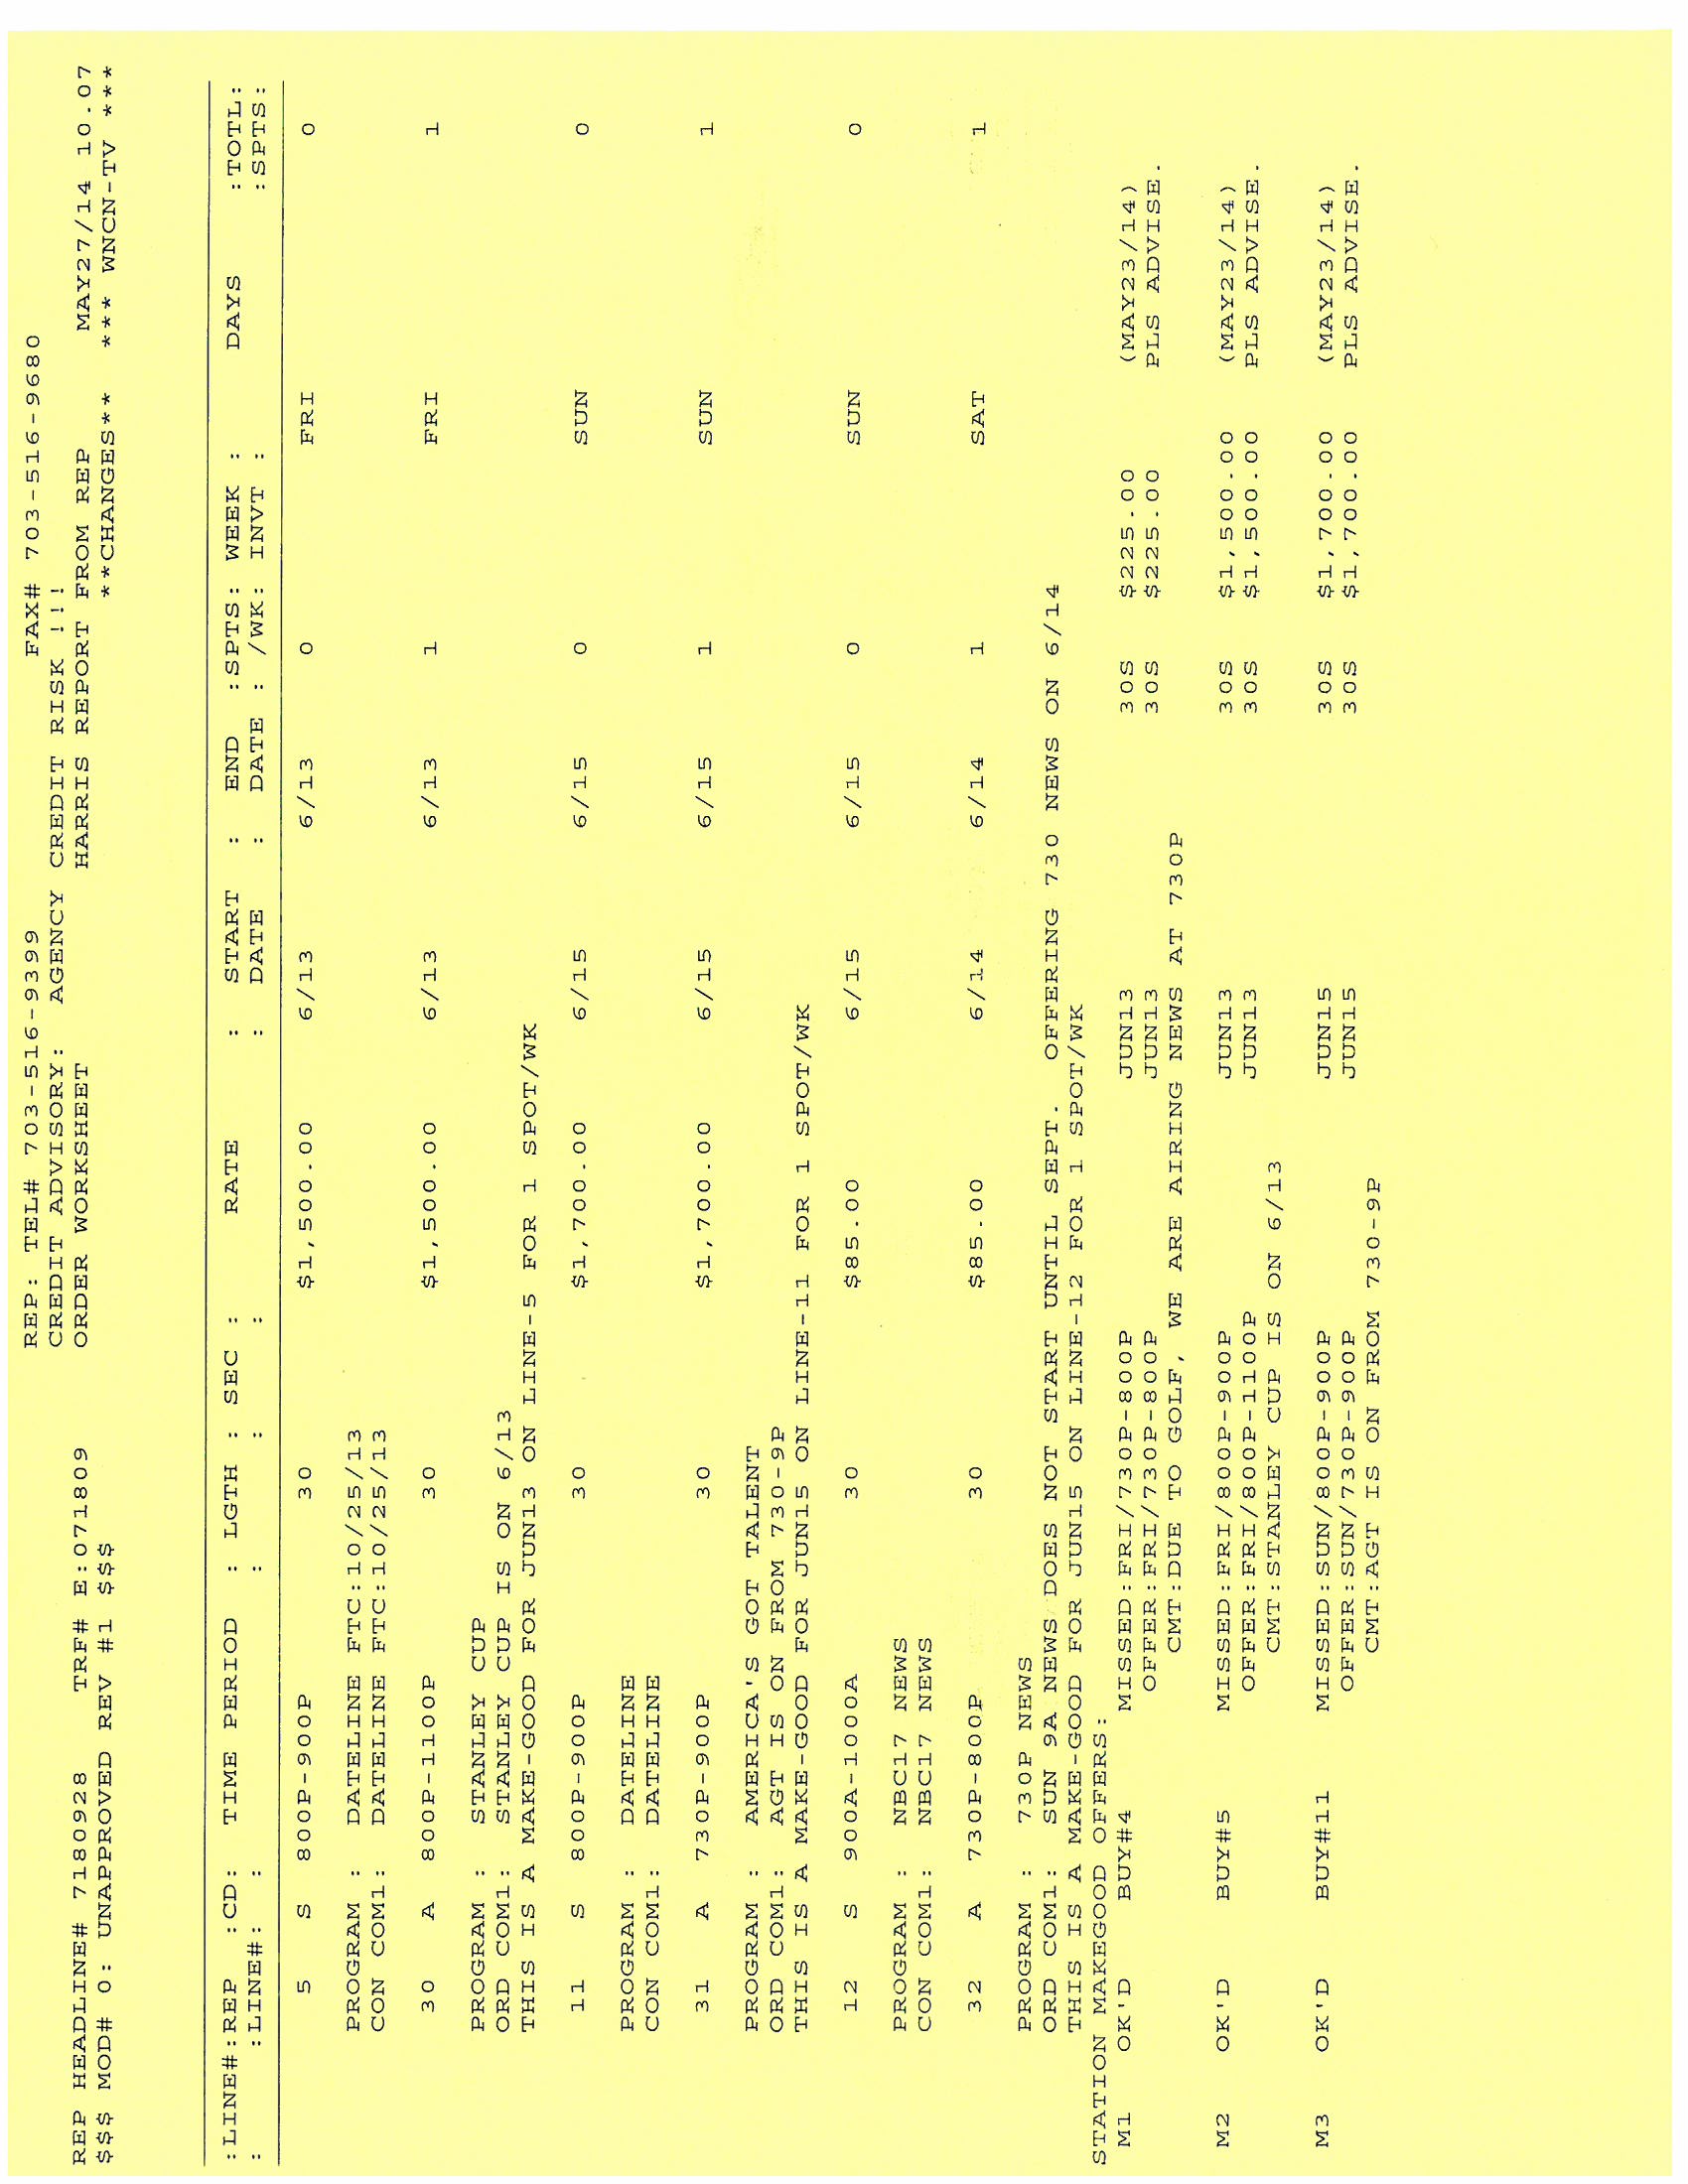 REP: TEL# 703-516-9399 FAX# 703-516-9680
CREDIT ADVISORY: AGENCY CREDIT RISK !!!
REP HEADLINE# 7180928 TRF# E:071809 ORDER WORKSHEET HARRIS REPORT FROM REP MAY27/14 10.07
$$$ MOD# 0: UNAPPROVED REV #1 $$$ **CHANGES** *** WNCN-TV ***
:LINE#:REP :CD: TIME PERIOD : LGTH : SEC : RATE : START : END :SPTS: WEEK : DAYS :TOTL:
: :LINE#: : : : : DATE : DATE : /WK: INVT : :SPTS:
5 S 800P-900P 30 $1,500.00 6/13 6/13 0 FRI 0
PROGRAM : DATELINE FTC:10/25/13
CON COM1: DATELINE FTC:10/25/13
30 A 800P-1100P 30 $1,500.00 6/13 6/13 1 FRI 1
PROGRAM : STANLEY CUP
ORD COM1: STANLEY CUP IS ON 6/13
THIS IS A MAKE-GOOD FOR JUN13 ON LINE-5 FOR 1 SPOT/WK
11 S 800P-900P 30 $1,700.00 6/15 6/15 0 SUN 0
PROGRAM : DATELINE
CON COM1: DATELINE
31 A 730P-900P 30 $1,700.00 6/15 6/15 1 SUN 1
PROGRAM : AMERICA'S GOT TALENT
ORD COM1: AGT IS ON FROM 730-9P
THIS IS A MAKE-GOOD FOR JUN15 ON LINE-11 FOR 1 SPOT/WK
12 S 900A-1000A 30 $85.00 6/15 6/15 0 SUN 0
PROGRAM : NBC17 NEWS
CON COM1: NBC17 NEWS
32 A 730P-800P 30 $85.00 6/14 6/14 1 SAT 1
PROGRAM : 730P NEWS
ORD COM1: SUN 9A NEWS DOES NOT START UNTIL SEPT. OFFERING 730 NEWS ON 6/14
THIS IS A MAKE-GOOD FOR JUN15 ON LINE-12 FOR 1 SPOT/WK
STATION MAKEGOOD OFFERS:
M1 OK'D BUY#4 MISSED:FRI/730P-800P JUN13 30S $225.00 (MAY23/14)
OFFER:FRI/730P-800P JUN13 30S $225.00 PLS ADVISE.
CMT:DUE TO GOLF, WE ARE AIRING NEWS AT 730P
M2 OK'D BUY#5 MISSED:FRI/800P-900P JUN13 30S $1,500.00 (MAY23/14)
OFFER:FRI/800P-1100P JUN13 30S $1,500.00 PLS ADVISE.
CMT:STANLEY CUP IS ON 6/13
M3 OK'D BUY#11 MISSED:SUN/800P-900P JUN15 30S $1,700.00 (MAY23/14)
OFFER:SUN/730P-900P JUN15 30S $1,700.00 PLS ADVISE.
CMT:AGT IS ON FROM 730-9P